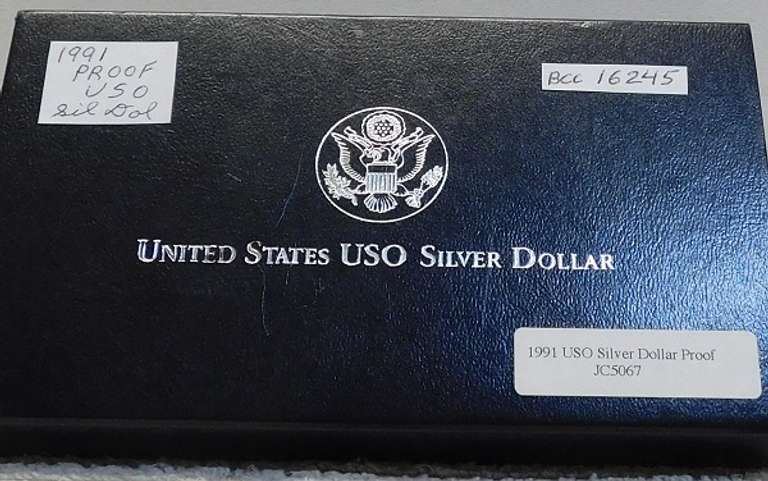 1991
PROOF
USO
Sil Dol
BCC 16245
UNITED STATES USO SILVER DOLLAR
1991 USO Silver Dollar Proof
JC5067